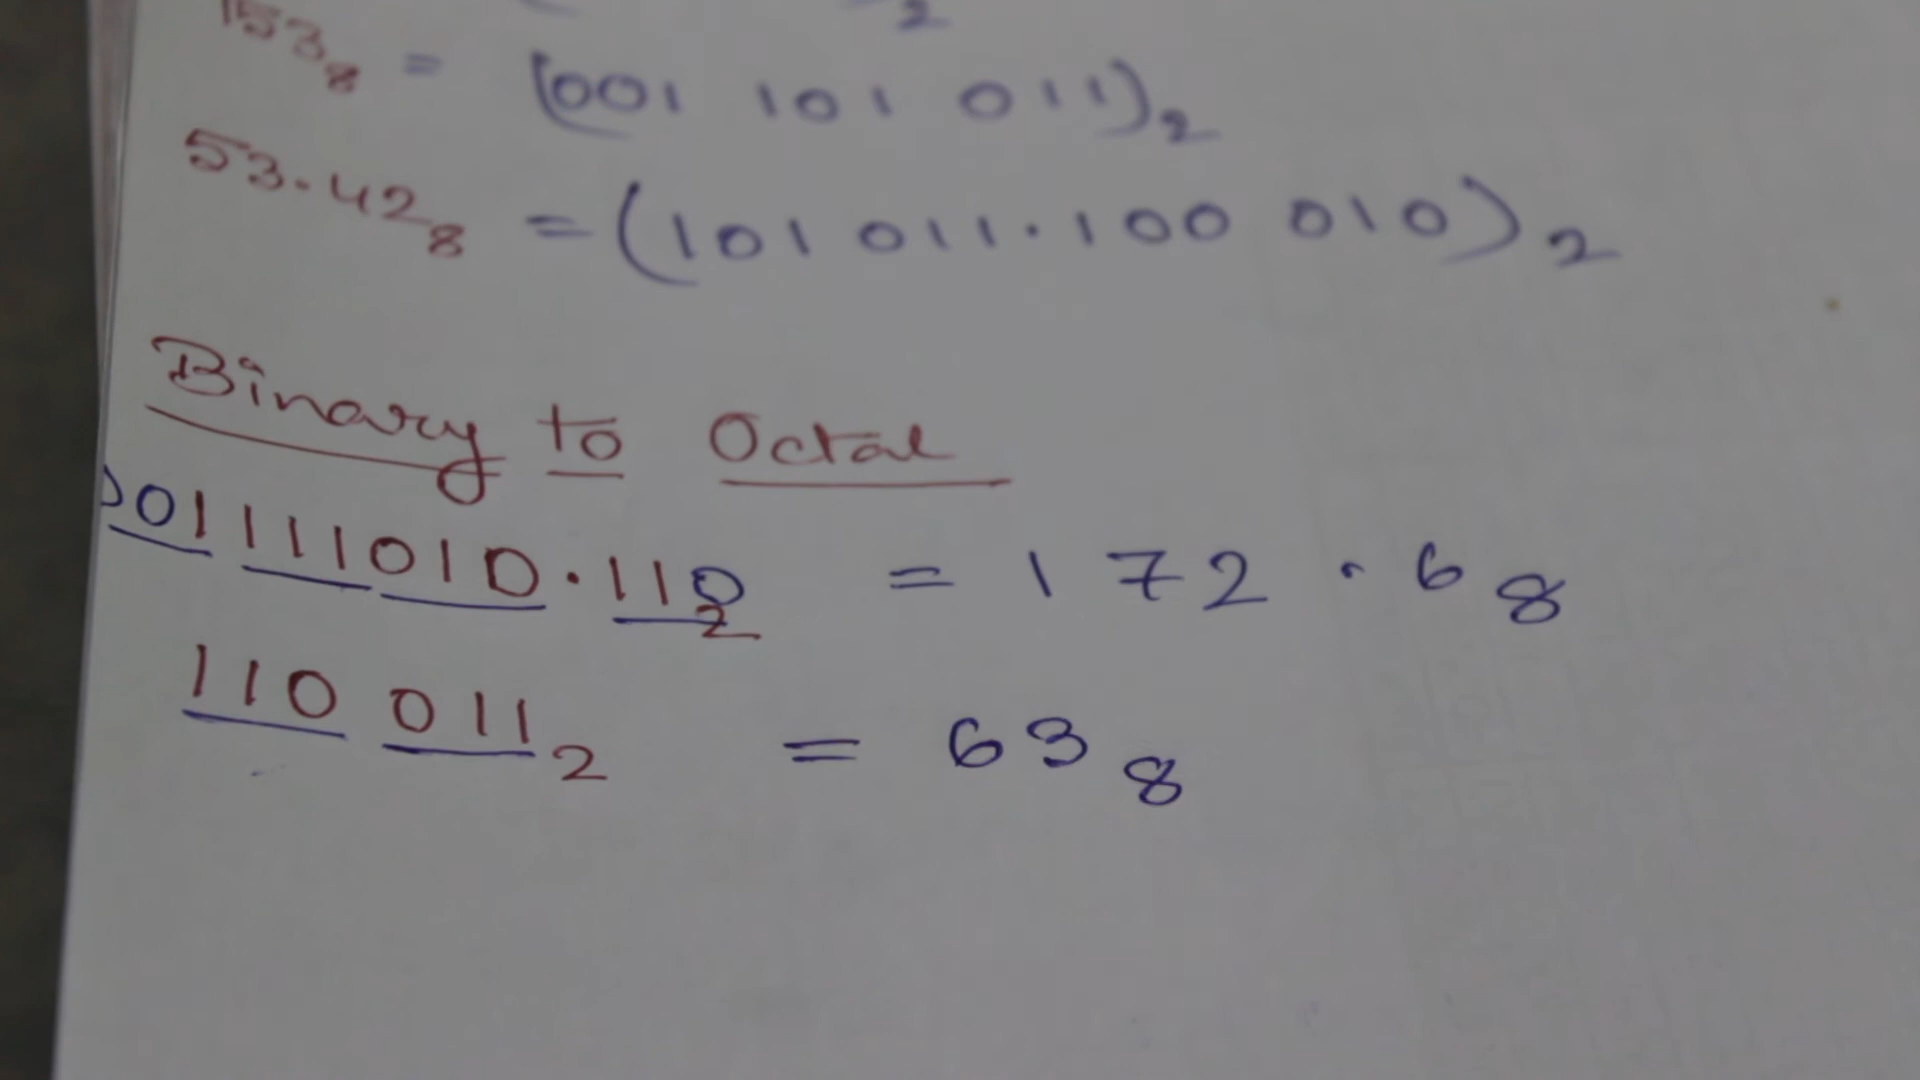 153₈ = (001 101 011)₂
53.42₈ = (101 011.100 010)₂
Binary to Octal
001111010.110₂ = 172.6₈
110 011₂ = 63₈